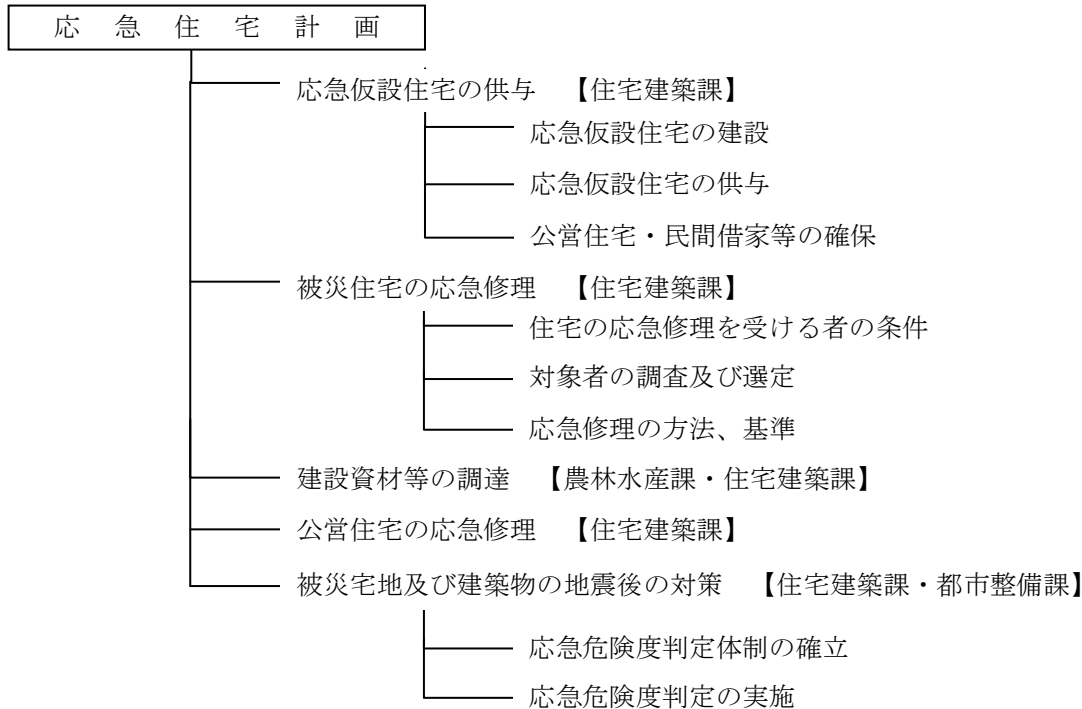 応急住宅計画
応急仮設住宅の供与 【住宅建築課】
応急仮設住宅の建設
応急仮設住宅の供与
公営住宅・民間借家等の確保
被災住宅の応急修理 【住宅建築課】
住宅の応急修理を受ける者の条件
対象者の調査及び選定
応急修理の方法、基準
建設資材等の調達 【農林水産課・住宅建築課】
公営住宅の応急修理 【住宅建築課】
被災宅地及び建築物の地震後の対策 【住宅建築課・都市整備課】
応急危険度判定体制の確立
応急危険度判定の実施